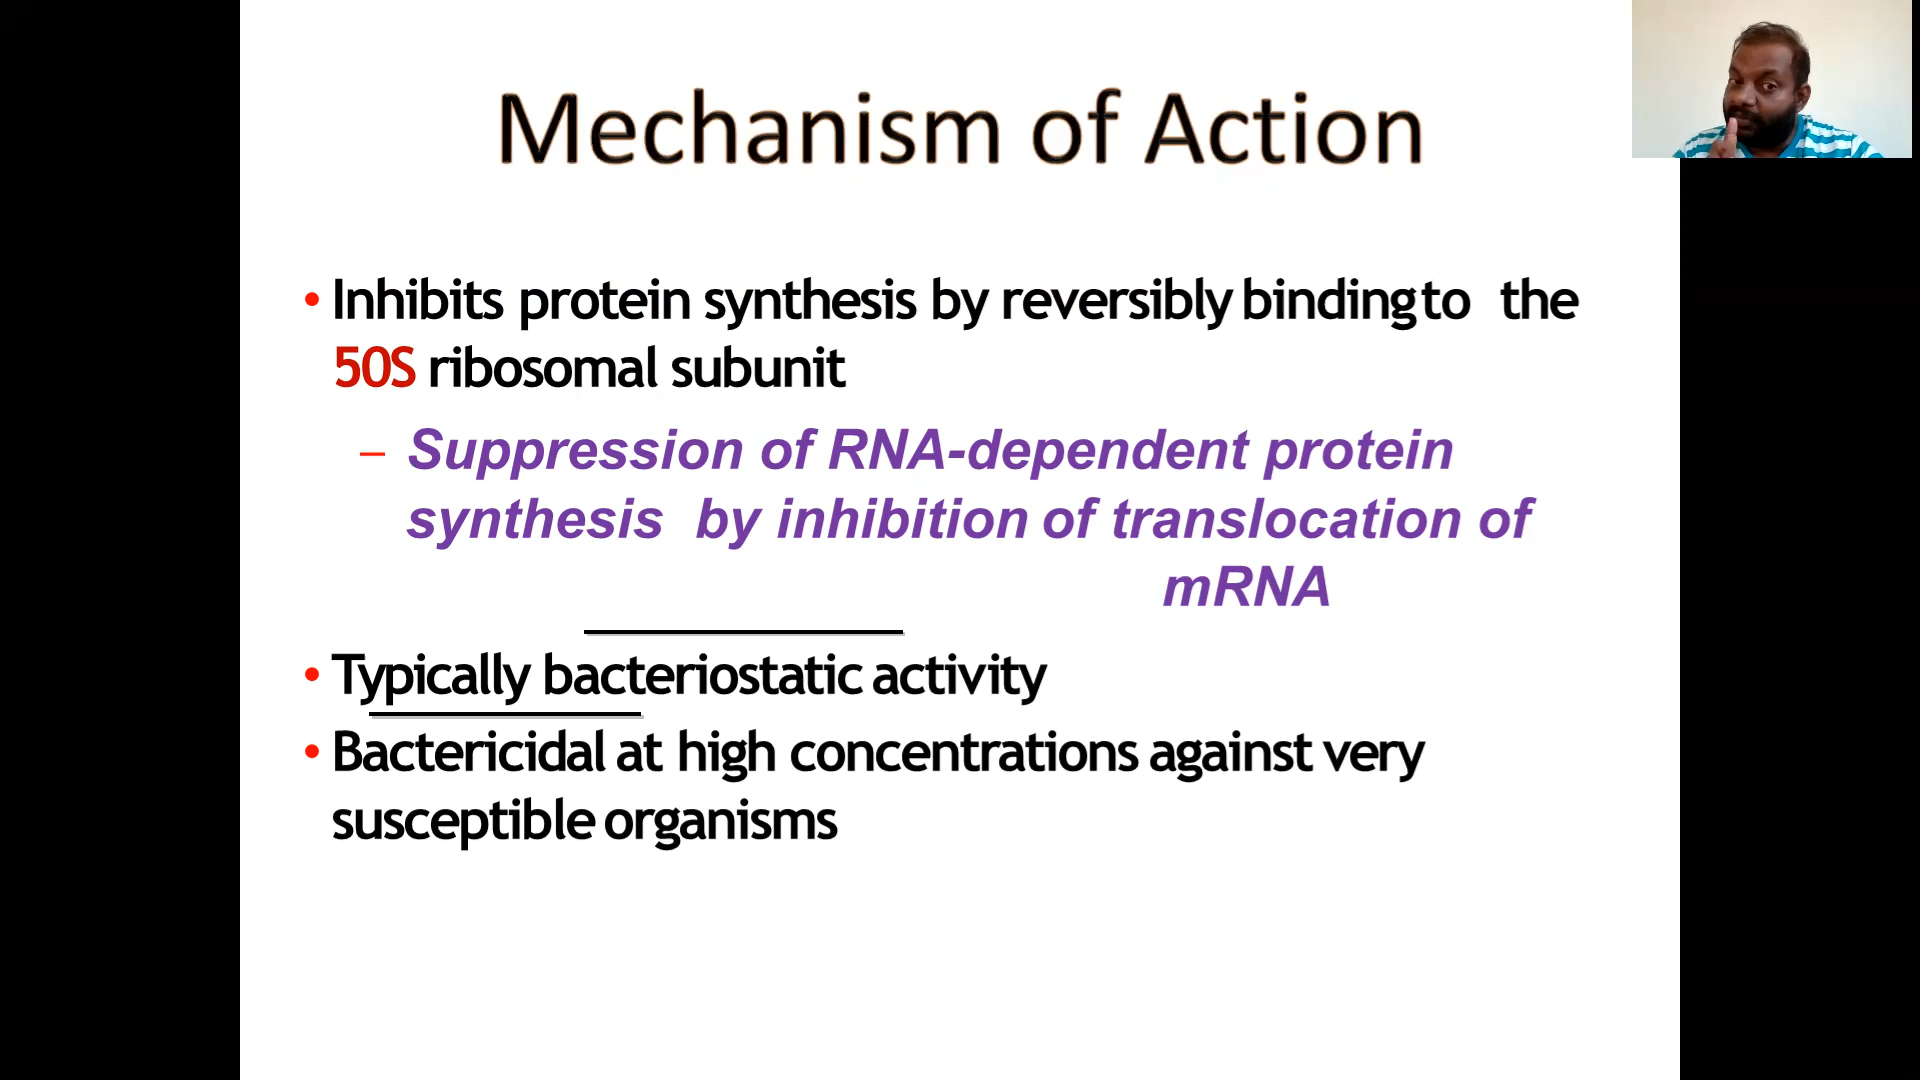 Mechanism of Action
• Inhibits protein synthesis by reversibly binding to the
50S ribosomal subunit
– Suppression of RNA-dependent protein
synthesis by inhibition of translocation of
mRNA
• Typically bacteriostatic activity
• Bactericidal at high concentrations against very
susceptible organisms